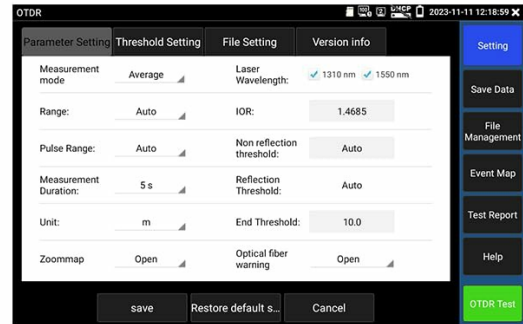 OTDR
2023-11-11 12:18:59
Parameter Setting Threshold Setting File Setting Version info
Measurement mode Average Laser Wavelength: 1310 nm 1550 nm
Range: Auto IOR: 1.4685
Pulse Range: Auto Non reflection threshold: Auto
Measurement Duration: 5 s Reflection Threshold: Auto
Unit: m End Threshold: 10.0
Zoommap Open Optical fiber warning Open
save Restore default s... Cancel
Setting
Save Data
File
Management
Event Map
Test Report
Help
OTDR Test